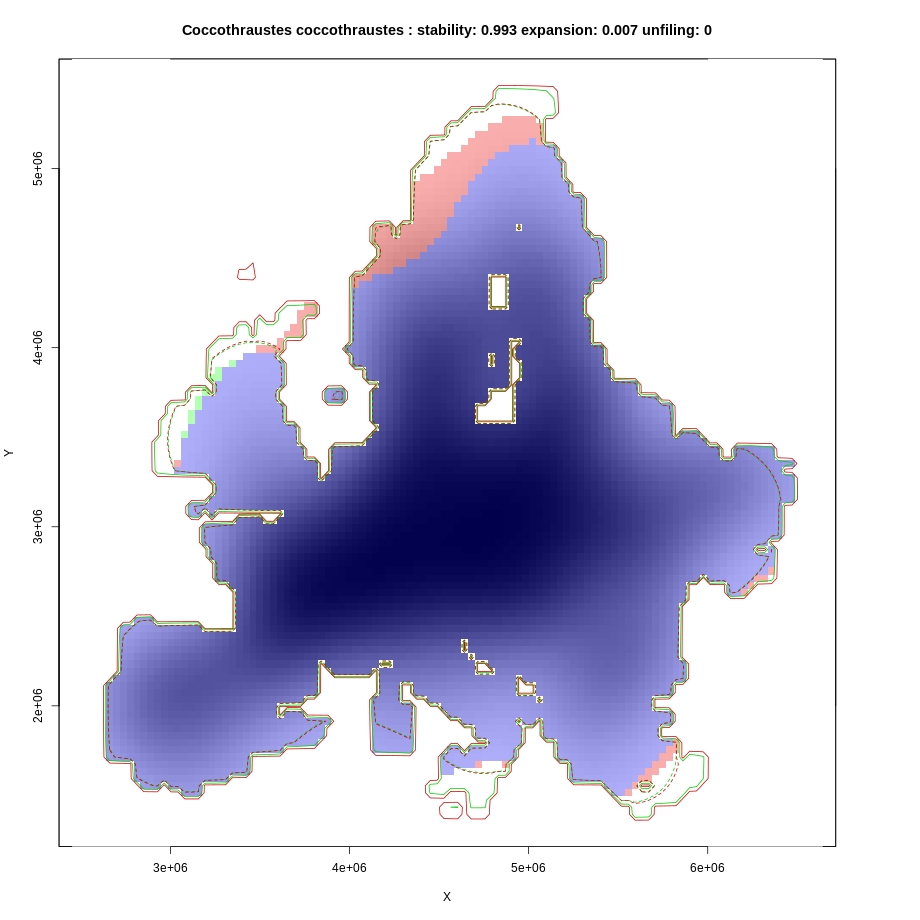 Coccothraustes coccothraustes : stability: 0.993 expansion: 0.007 unfiling: 0
5e+06
4e+06
3e+06
2e+06
Y
3e+06 4e+06 5e+06 6e+06
X